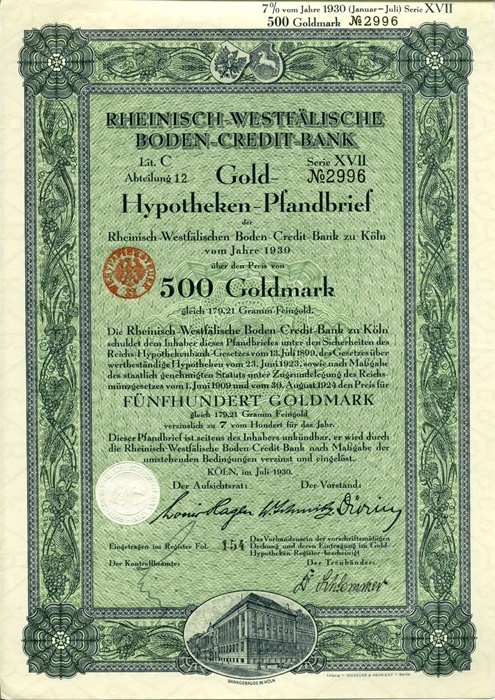 7% vom Jahre 1930 (Januar-Juli) Serie XVII
500 Goldmark №2996
RHEINISCH-WESTFÄLISCHE
BODEN-CREDIT-BANK
Lit. C Serie XVII
Abteilung 12 Gold- №2996
Hypotheken-Pfandbrief
der
Rheinisch-Westfälischen Boden-Credit-Bank zu Köln
vom Jahre 1930
über den Preis von
500 Goldmark
gleich 179,21 Gramm Feingold.
Die Rheinisch-Westfälische Boden-Credit-Bank zu Köln
schuldet dem Inhaber dieses Pfandbriefes unter den Sicherheiten des
Reichs-Hypothekenbank-Gesetzes vom 13. Juli 1899, des Gesetzes über
wertbeständige Hypotheken vom 23. Juni 1923, sowie nach Maßgabe
des staatlich genehmigten Statuts unter Zugrundelegung des Reichs-
münzgesetzes vom 1. Juni 1909 und vom 30. August 1924 den Preis für
FÜNFHUNDERT GOLDMARK
gleich 179,21 Gramm Feingold
verzinslich zu 7 vom Hundert für das Jahr.
Dieser Pfandbrief ist seitens des Inhabers unkündbar, er wird durch
die Rheinisch-Westfälische Boden-Credit-Bank nach Maßgabe der
umstehenden Bedingungen verzinst und eingelöst.
KÖLN, im Juli 1930.
Der Aufsichtsrat: Der Vorstand:
Louis Hagen
Eingetragen im Register Fol. 154 Das Vorhandensein der vorschriftsmäßigen
Deckung und deren Eintragung im Gold-
Hypotheken-Register bescheinigt
Der Kontrollbeamte: Der Treuhänder:
BANKGEBÄUDE IN KÖLN
Leipzig — GIESECKE & DEVRIENT — Berlin